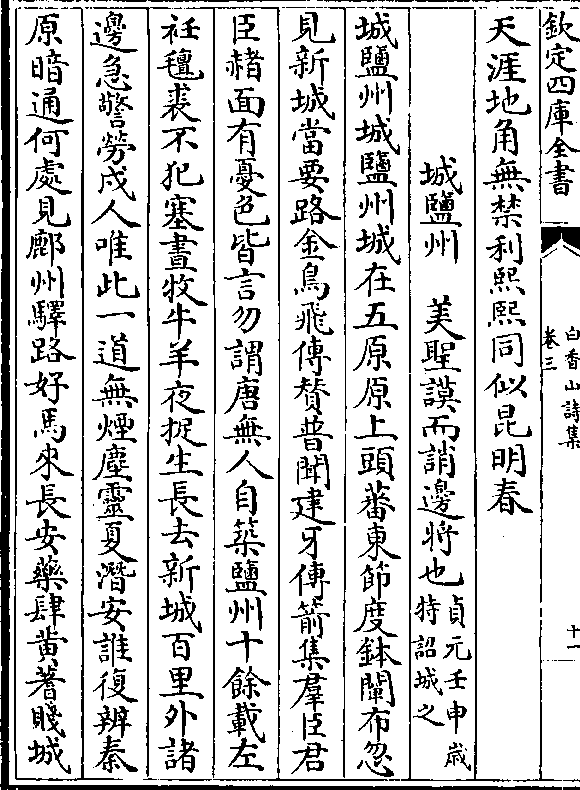 欽定四庫全書
白香山詩集
卷三
十一
天涯地角無禁利熙熙同似昆明春
城鹽州　美聖謨而誚邊將也貞元壬申歲特詔城之
城鹽州城鹽州城在五原原上頭蕃東節度鉢闡布忽
見新城當要路金鳥飛傳贊普聞建牙傳箭集羣臣君
臣赭面有憂色皆言勿謂唐無人自築鹽州十餘載左
衽氊裘不犯塞晝牧牛羊夜捉生長去新城百里外諸
邊急警勞戍人唯此一道無煙塵靈夏潛安誰復辨秦
原暗通何處見鄜州驛路好馬來長安藥肆黄蓍賤城